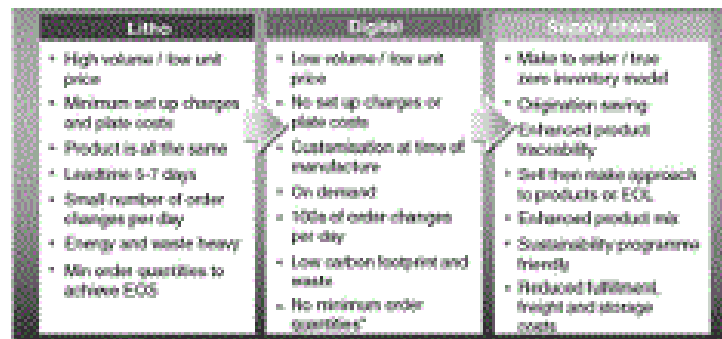 Litho
• High volume / low unit
price
• Minimum set up charges
and plate costs
• Product is all the same
• Leadtime 5-7 days
• Small number of order
changes per day
• Energy and waste heavy
• Min order quantities to
achieve EOS
Digital
• Low volume / low unit
price
• No set up charges or
plate costs
• Customisation at time of
manufacture
• On demand
• 100s of order changes
per day
• Low carbon footprint and
waste
• No minimum order
quantities*
Supply chain
• Make to order / true
zero inventory model
• Origination saving
• Enhanced product
traceability
• Sell then make approach
to products or EOL
• Enhanced product mix
• Sustainability programme
friendly
• Reduced fulfilment,
freight and storage
costs